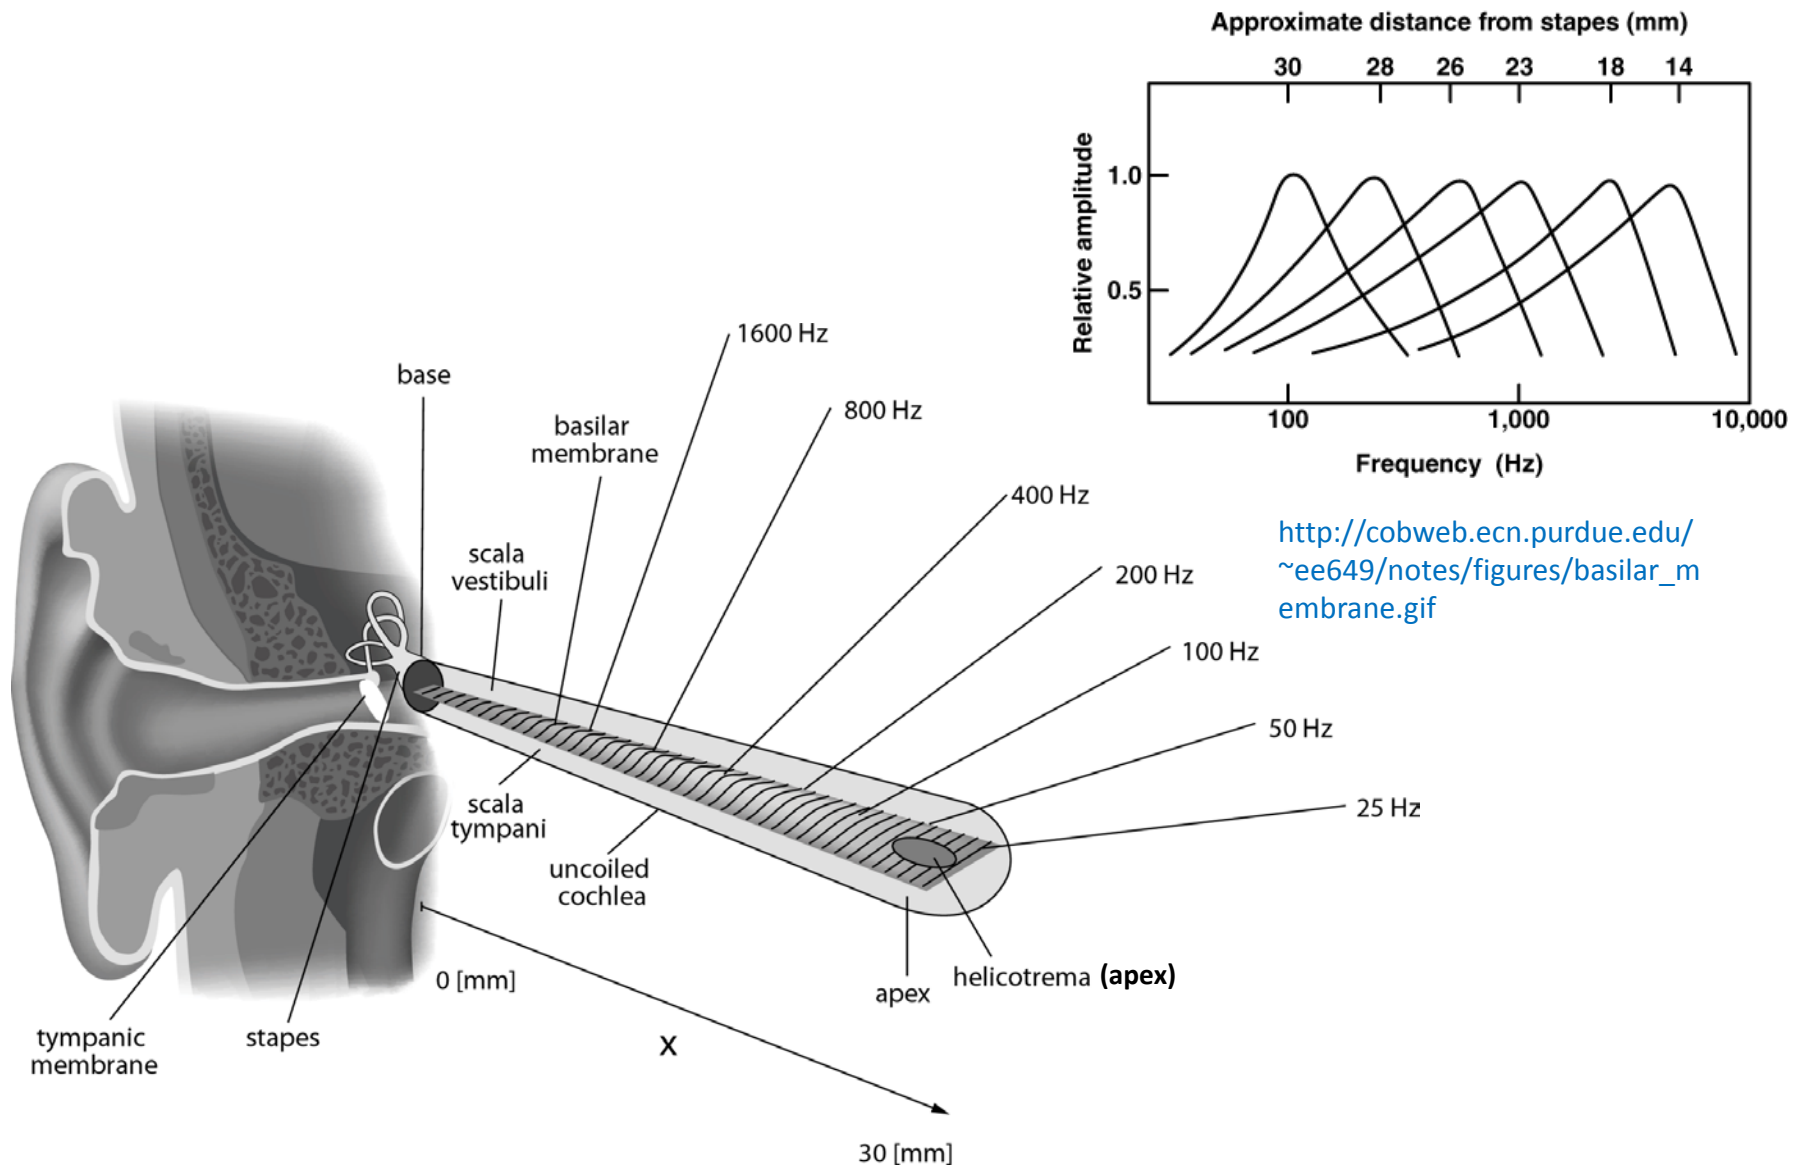 Approximate distance from stapes (mm)
30 28 26 23 18 14
Relative amplitude
1.0
0.5
100 1,000 10,000
Frequency (Hz)
http://cobweb.ecn.purdue.edu/
~ee649/notes/figures/basilar_m
embrane.gif
1600 Hz
base
800 Hz
basilar
membrane
400 Hz
scala
vestibuli
200 Hz
100 Hz
50 Hz
25 Hz
scala
tympani
uncoiled
cochlea
helicotrema (apex)
apex
0 [mm]
stapes
tympanic
membrane
x
30 [mm]